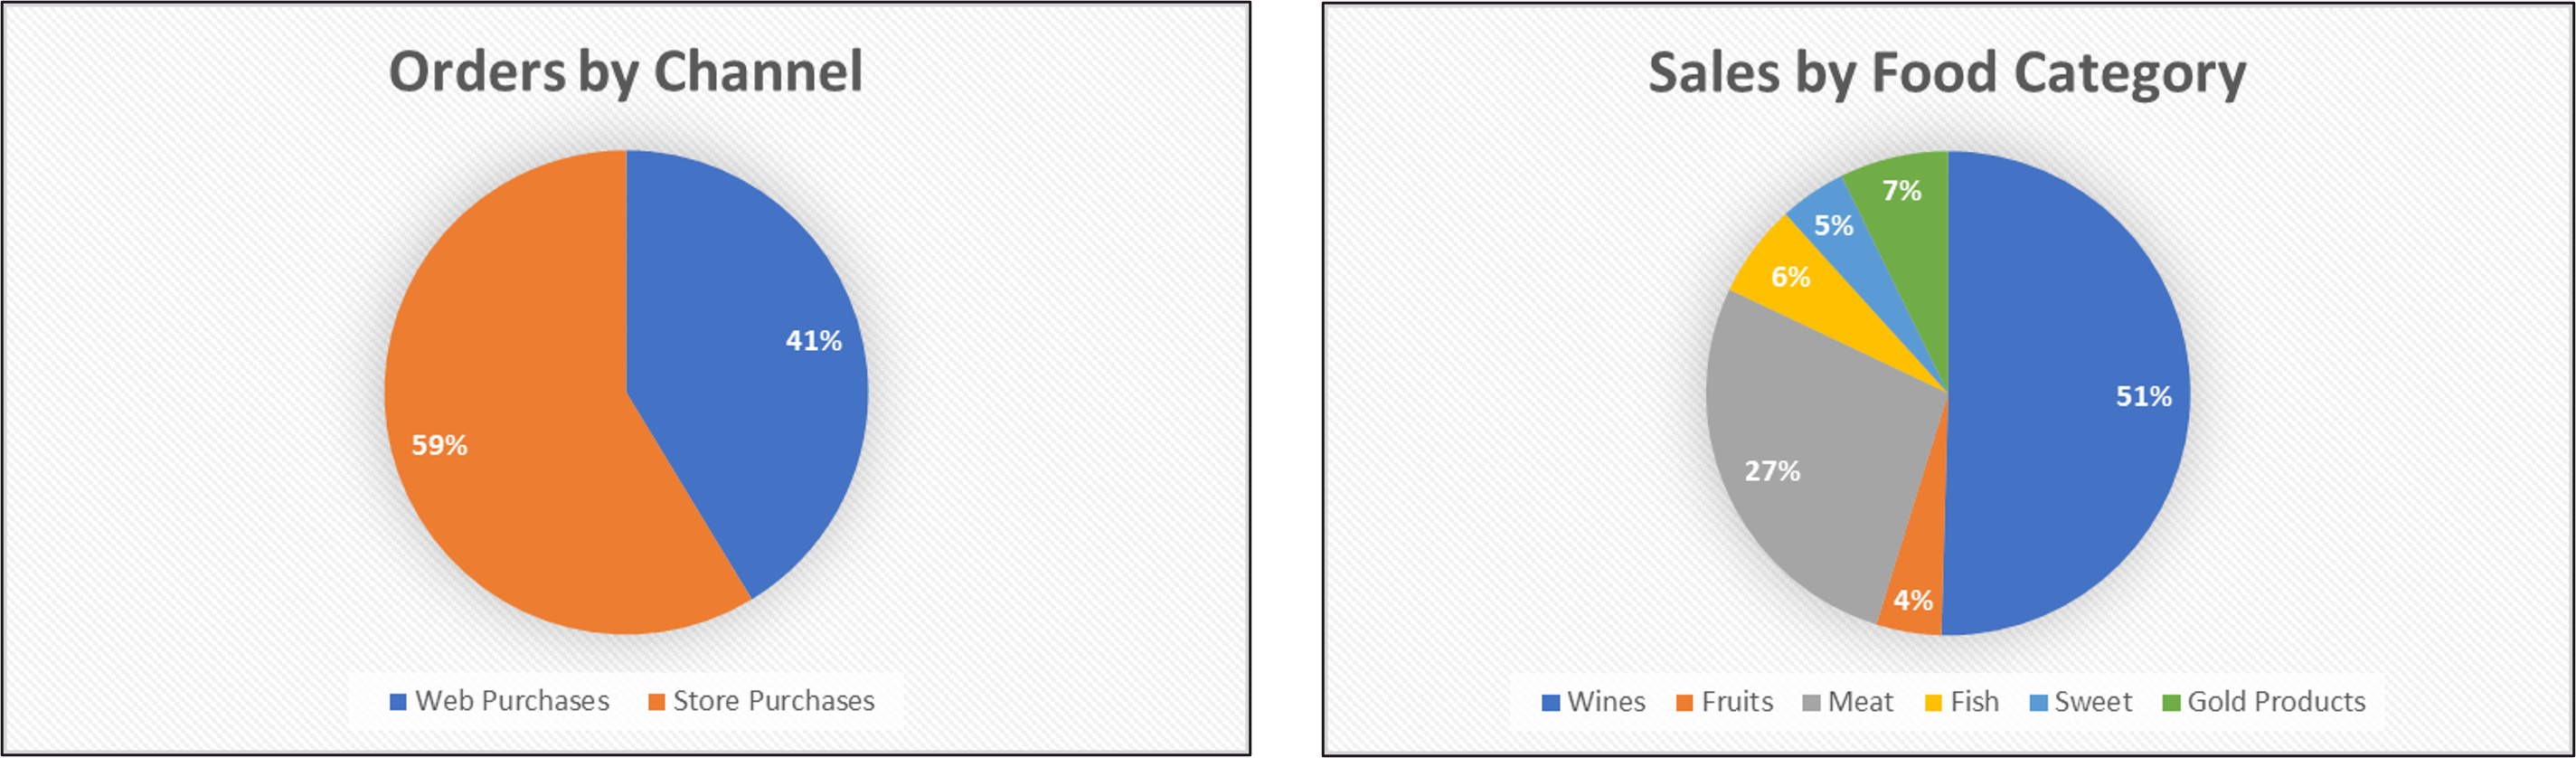 Orders by Channel
41%
59%
Web Purchases Store Purchases
Sales by Food Category
7%
5%
6%
51%
27%
4%
Wines Fruits Meat Fish Sweet Gold Products